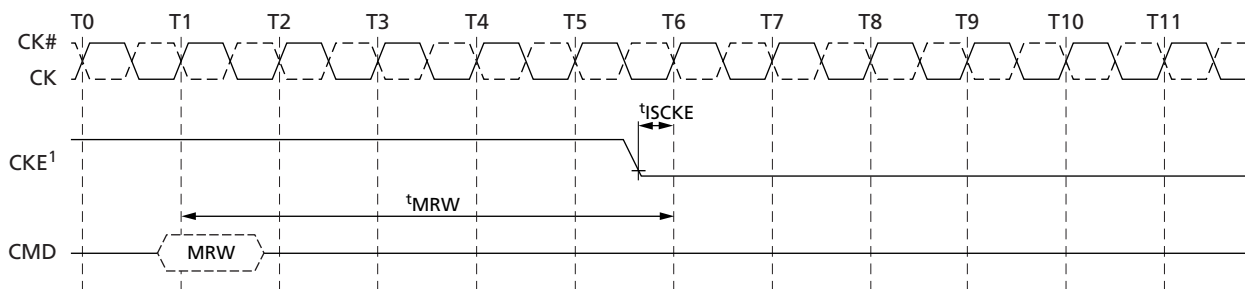 T0 T1 T2 T3 T4 T5 T6 T7 T8 T9 T10 T11
CK#
CK
tISCKE
CKE1
tMRW
CMD MRW